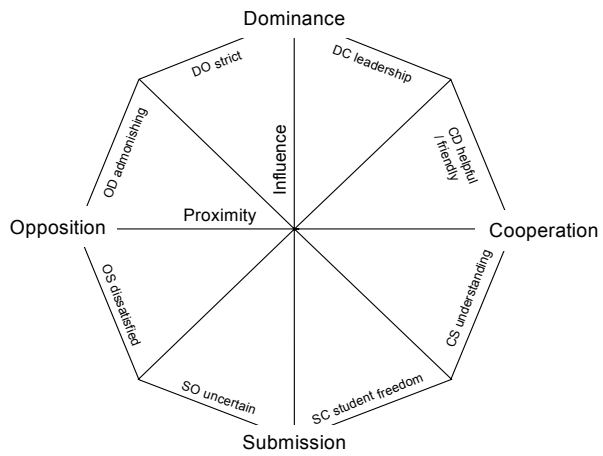 Dominance
DO strict
DC leadership
OD admonishing
Influence
CD helpful
/ friendly
Proximity
Opposition
Cooperation
OS dissatisfied
CS understanding
SO uncertain
SC student freedom
Submission